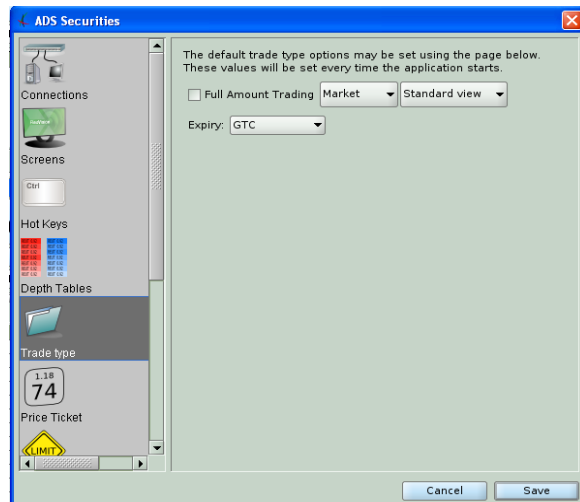 ADS Securities
Connections
Screens
Ctrl
Hot Keys
Depth Tables
Trade type
1.18
74
Price Ticket
LIMIT
The default trade type options may be set using the page below.
These values will be set every time the application starts.
Full Amount Trading Market Standard view
Expiry: GTC
Cancel Save